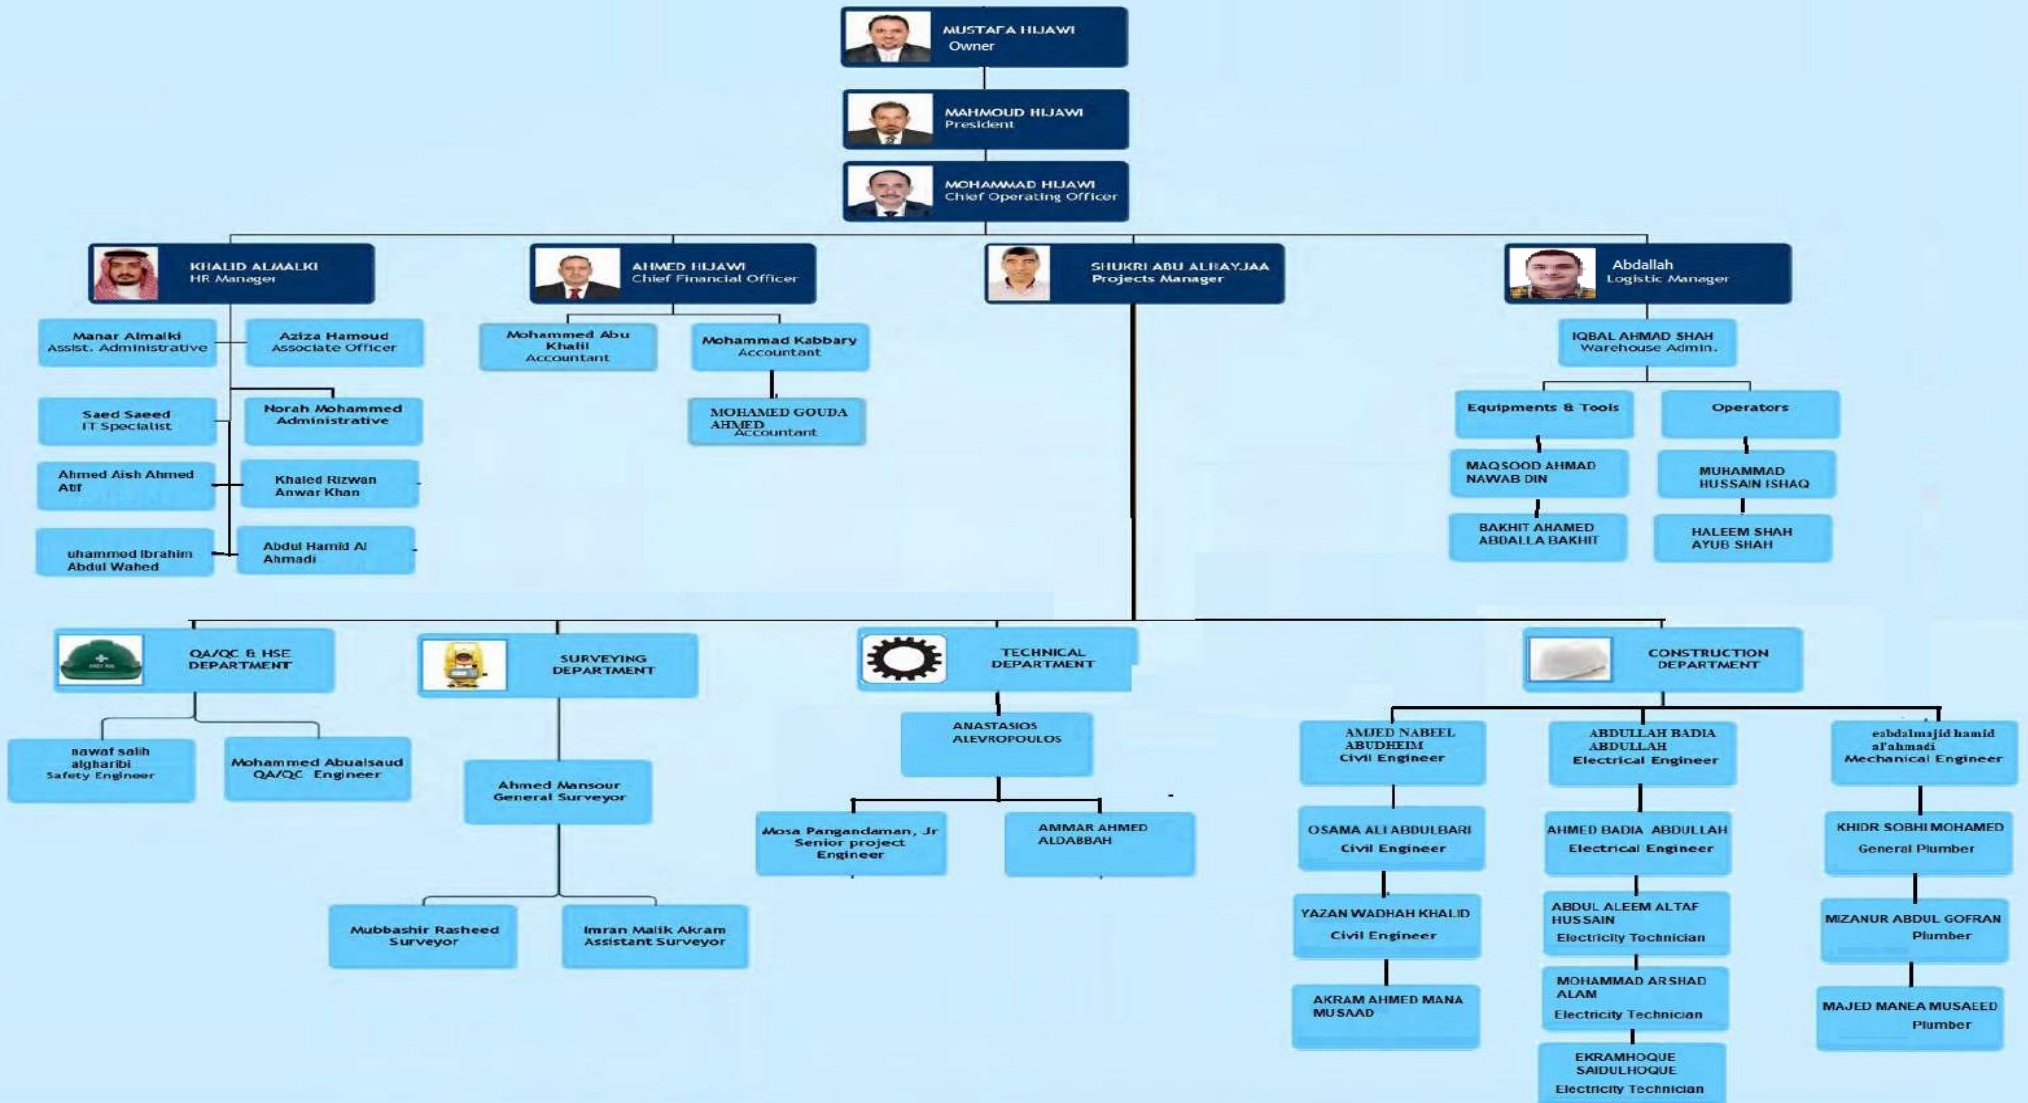 MUSTAFA HIJAWI
Owner
MAHMOUD HIJAWI
President
MOHAMMAD HIJAWI
Chief Operating Officer
KHALID ALMALKI
HR Manager
AHMED HIJAWI
Chief Financial Officer
SHUKRI ABU ALHAYJAA
Projects Manager
Abdallah
Logistic Manager
Manar Almalki
Assist. Administrative
Aziza Hamoud
Associate Officer
Saed Saeed
IT Specialist
Norah Mohammed
Administrative
Ahmed Aish Ahmed
Atif
Khaled Rizwan
Anwar Khan
uhammed Ibrahim
Abdul Wahed
Abdul Hamid Al
Ahmadi
Mohammed Abu
Khalil
Accountant
Mohammad Kabbary
Accountant
MOHAMED GOUDA
AHMED
Accountant
IQBAL AHMAD SHAH
Warehouse Admin.
Equipments & Tools
Operators
MAQSOOD AHMAD
NAWAB DIN
MUHAMMAD
HUSSAIN ISHAQ
BAKHIT AHAMED
ABDALLA BAKHIT
HALEEM SHAH
AYUB SHAH
QA/QC & HSE
DEPARTMENT
SURVEYING
DEPARTMENT
TECHNICAL
DEPARTMENT
CONSTRUCTION
DEPARTMENT
nawaf salih
algharibi
Safety Engineer
Mohammed Abualsaud
QA/QC Engineer
Ahmed Mansour
General Surveyor
Mubbashir Rasheed
Surveyor
Imran Malik Akram
Assistant Surveyor
ANASTASIOS
ALEVROPOULOS
Mosa Pangandaman, Jr
Senior project
Engineer
AMMAR AHMED
ALDABBAH
AMJED NABEEL
ABUDHEIM
Civil Engineer
OSAMA ALI ABDULBARI
Civil Engineer
YAZAN WADHAH KHALID
Civil Engineer
AKRAM AHMED MANA
MUSAAD
ABDULLAH BADIA
ABDULLAH
Electrical Engineer
AHMED BADIA ABDULLAH
Electrical Engineer
ABDUL ALEEM ALTAF
HUSSAIN
Electricity Technician
MOHAMMAD ARSHAD
ALAM
Electricity Technician
EKRAMHOQUE
SAIDULHOQUE
Electricity Technician
eabdalmajid hamid
al'ahmadi
Mechanical Engineer
KHIDR SOBHI MOHAMED
General Plumber
MIZANUR ABDUL GOFRAN
Plumber
MAJED MANEA MUSAEED
Plumber